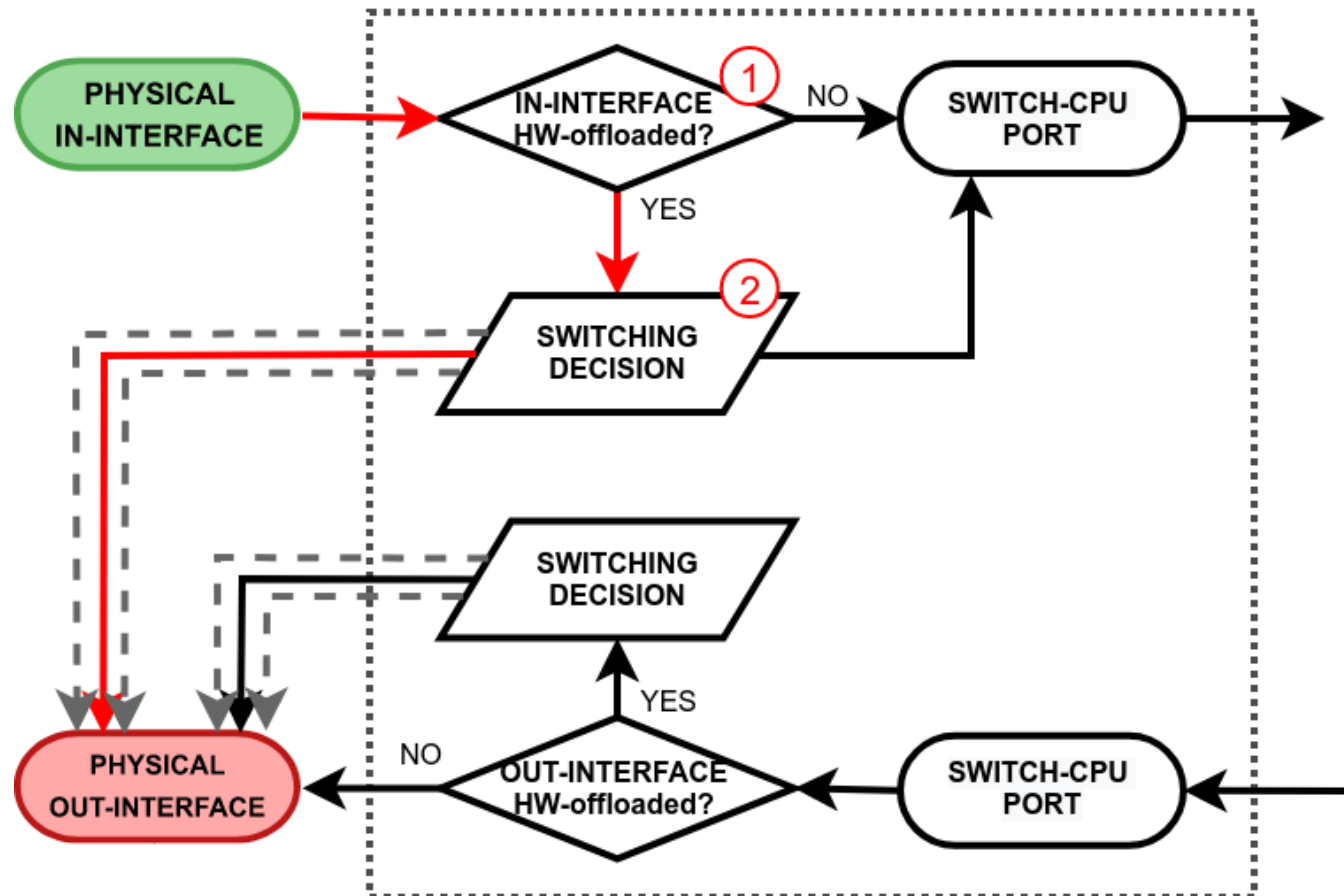 PHYSICAL
IN-INTERFACE
IN-INTERFACE
HW-offloaded?
1
NO
SWITCH-CPU
PORT
YES
2
SWITCHING
DECISION
SWITCHING
DECISION
YES
NO
PHYSICAL
OUT-INTERFACE
OUT-INTERFACE
HW-offloaded?
SWITCH-CPU
PORT